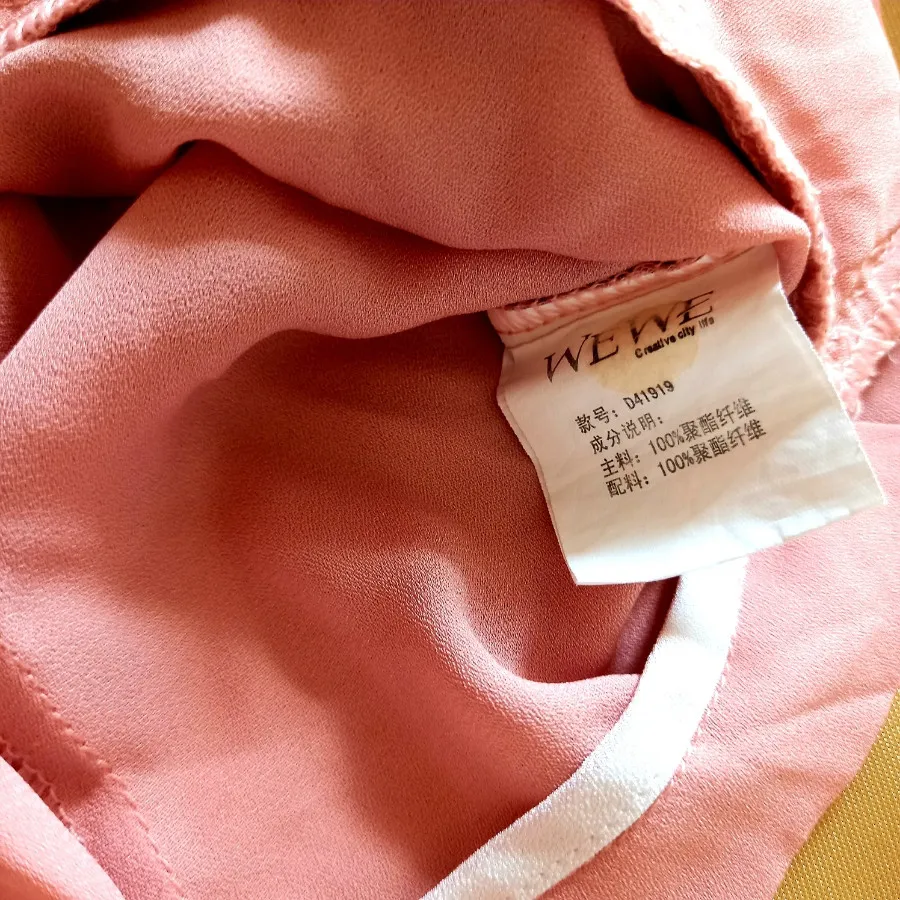 WEWE
Creative city life
款号：D41919
成分说明：
主料：100%聚酯纤维
配料：100%聚酯纤维